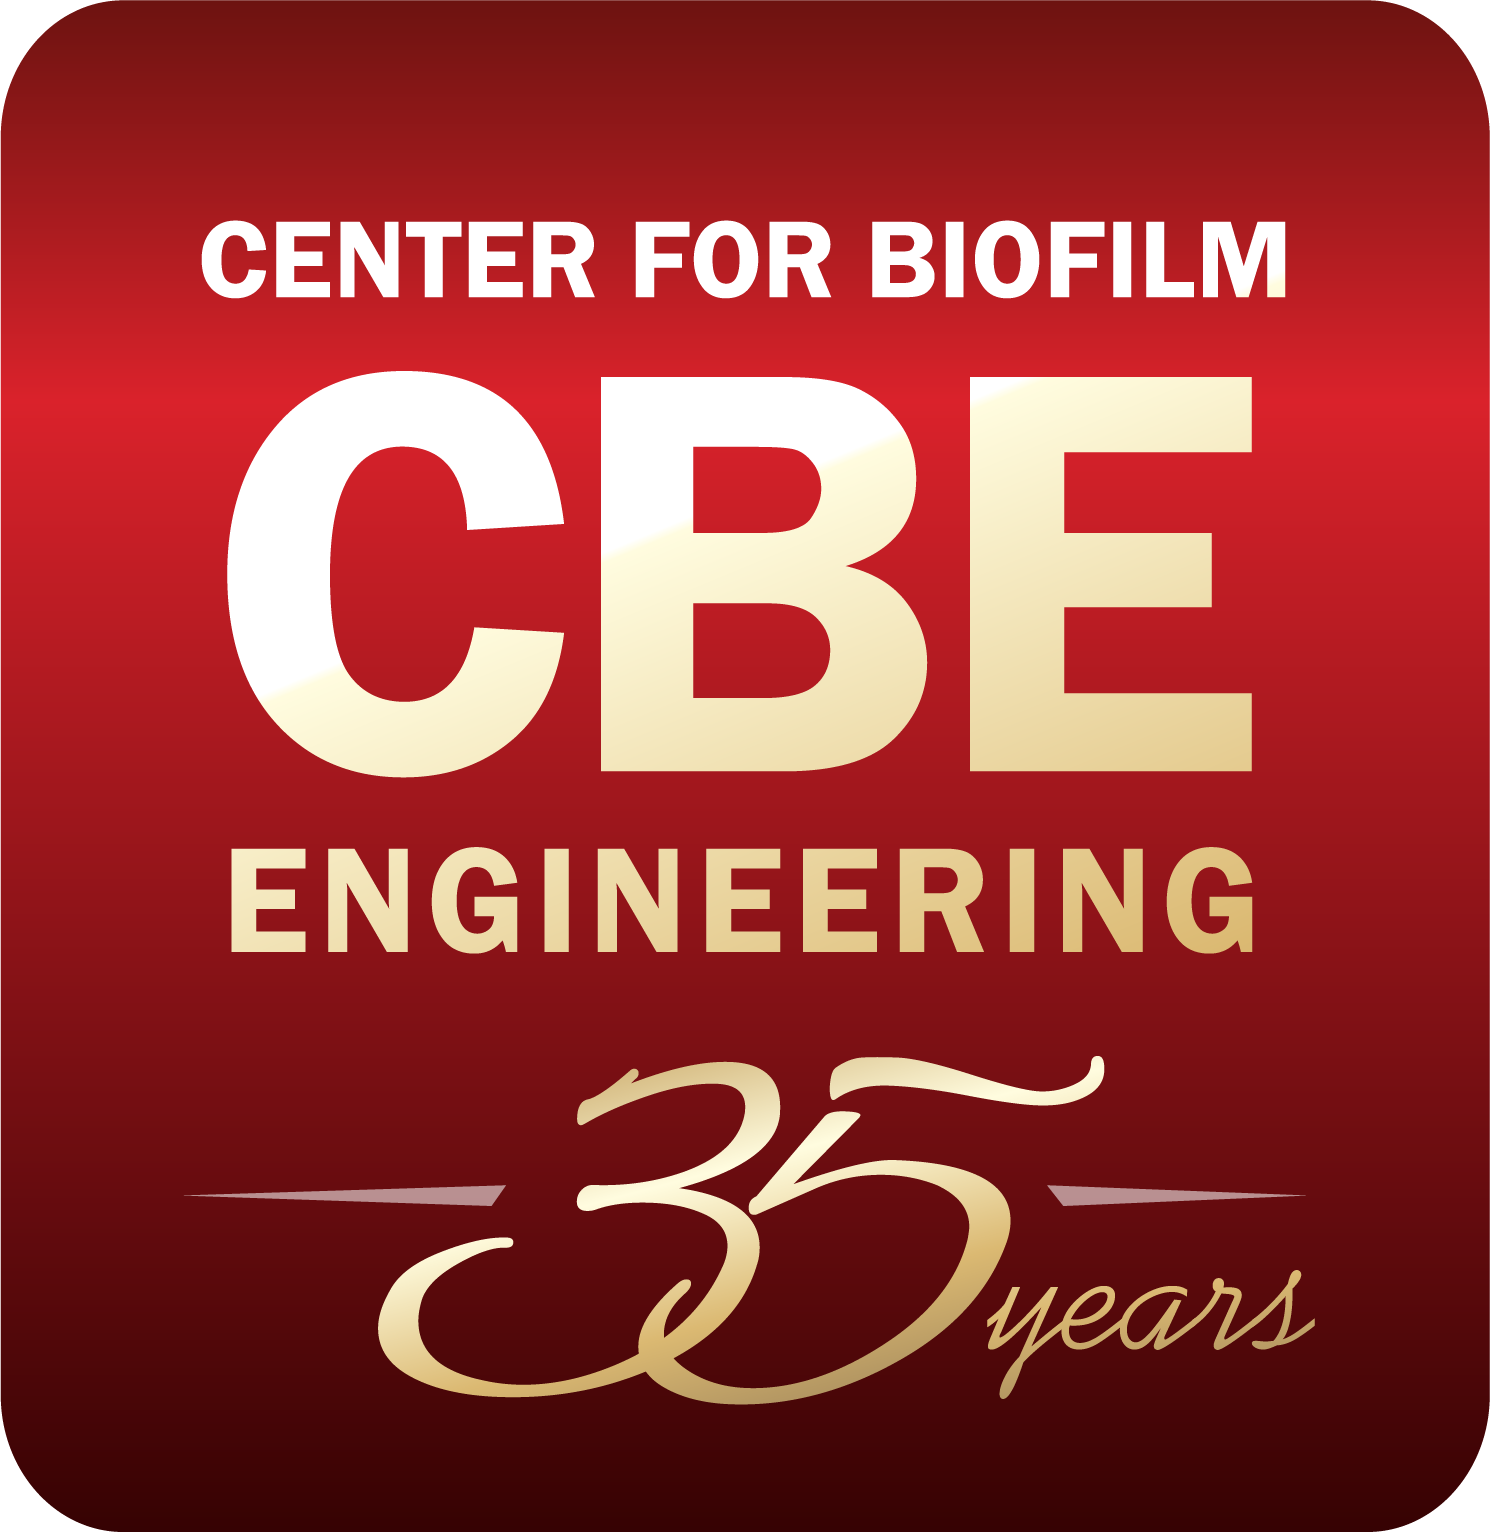 CENTER FOR BIOFILM
CBE
ENGINEERING
35 years